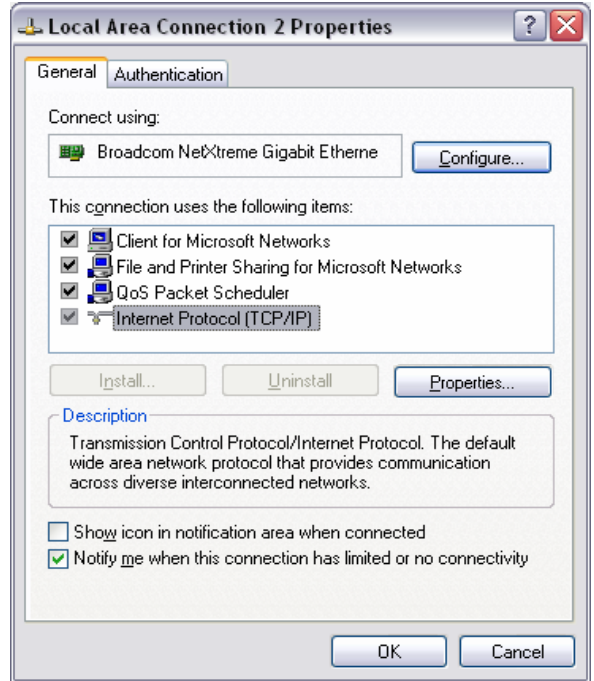 Local Area Connection 2 Properties
General Authentication
Connect using:
Broadcom NetXtreme Gigabit Etherne
Configure...
This connection uses the following items:
Client for Microsoft Networks
File and Printer Sharing for Microsoft Networks
QoS Packet Scheduler
Internet Protocol (TCP/IP)
Install... Uninstall Properties...
Description
Transmission Control Protocol/Internet Protocol. The default
wide area network protocol that provides communication
across diverse interconnected networks.
Show icon in notification area when connected
Notify me when this connection has limited or no connectivity
OK Cancel